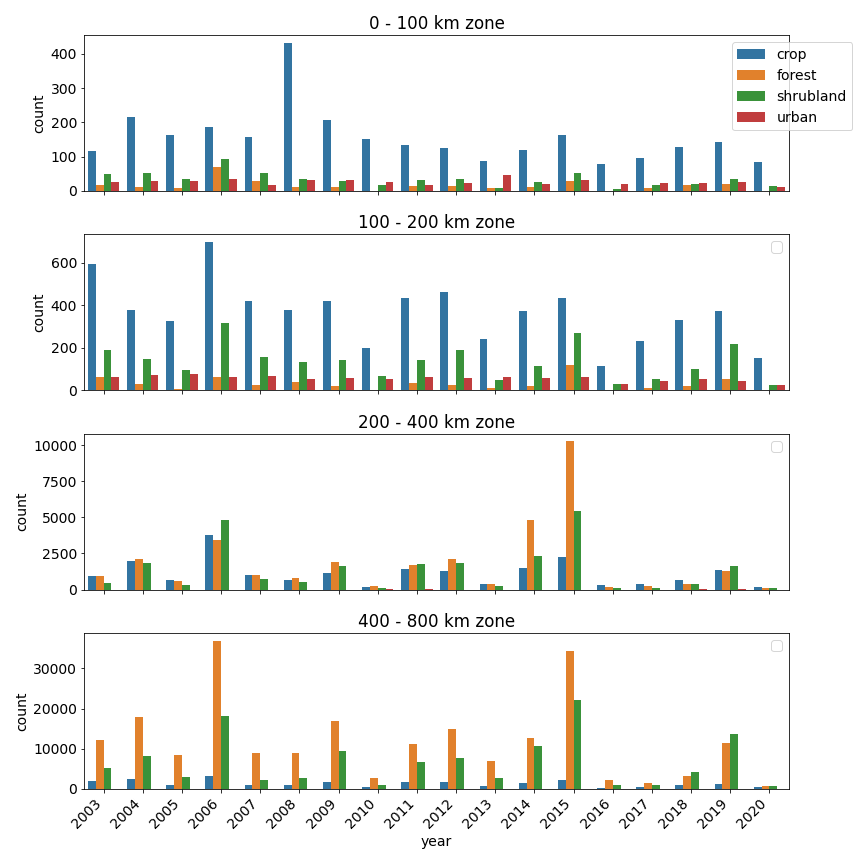 0 - 100 km zone
count
400
300
200
100
0
crop
forest
shrubland
urban
100 - 200 km zone
count
600
400
200
0
200 - 400 km zone
count
10000
7500
5000
2500
0
400 - 800 km zone
count
30000
20000
10000
0
2003 2004 2005 2006 2007 2008 2009 2010 2011 2012 2013 2014 2015 2016 2017 2018 2019 2020
year